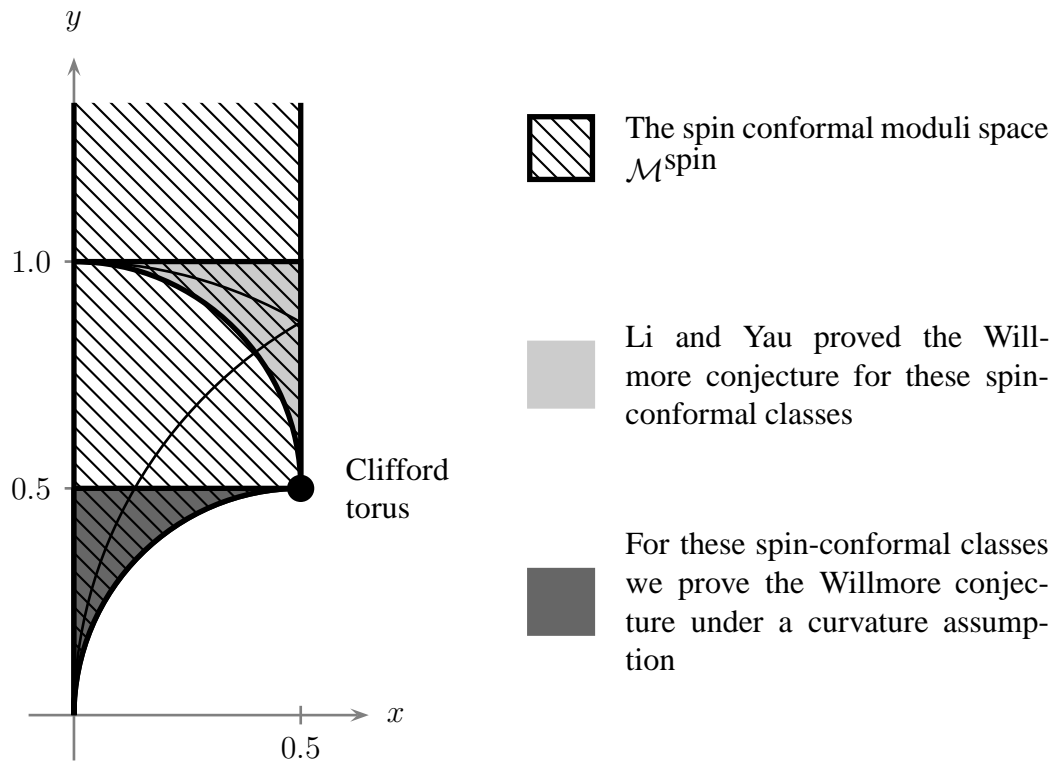 y
The spin conformal moduli space
ℳspin
1.0
Li and Yau proved the Will-
more conjecture for these spin-
conformal classes
Clifford
torus
0.5
For these spin-conformal classes
we prove the Willmore conjec-
ture under a curvature assump-
tion
x
0.5